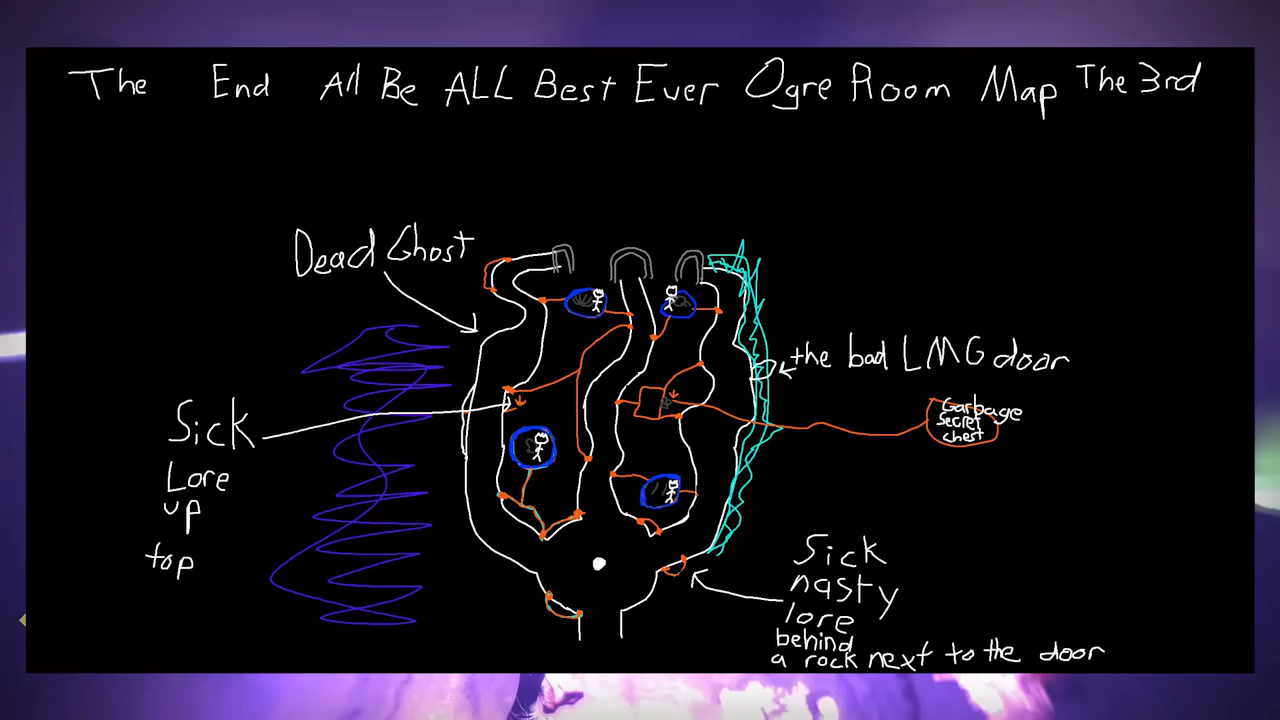 The End All Be ALL Best Ever Ogre Room Map The 3rd
Dead Ghost
the bad LMG door
Garbage
Secret
chest
Sick
Lore
up
top
Sick
nasty
lore
behind
a rock next to the door